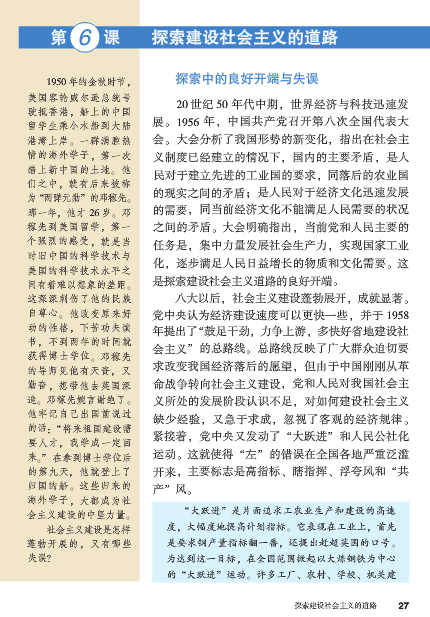 第 6 课 探索建设社会主义的道路
1950年的金秋时节，
美国客轮威尔逊总统号
驶抵香港，船上的中国
留学生乘小木船到大陆
港湾上岸。一群满腔热
情的海外学子，第一次
踏上新中国的土地。他
们之中，就有后来被称
为“两弹元勋”的邓稼先。
那一年，他才26岁。邓
稼先到美国留学，第一
个强烈的感受，就是当
时旧中国的科学技术与
美国的科学技术水平之
间有着难以想象的差距。
这深深刺伤了他的民族
自尊心。他改变原来好
动的性格，下苦功夫读
书，不到两年的时间就
获得博士学位。邓稼先
的导师见他有天资，又
勤奋，想带他去英国深
造。邓稼先婉言谢绝了。
他牢记自己出国前说过
的话：“将来祖国建设需
要人才，我学成一定回
来。”在拿到博士学位后
的第九天，他就登上了
归国的船。这些归来的
海外学子，大都成为社
会主义建设的中坚力量。
社会主义建设是怎样
蓬勃开展的，又有哪些
失误？
探索中的良好开端与失误
20世纪50年代中期，世界经济与科技迅速发
展。1956年，中国共产党召开第八次全国代表大
会。大会分析了我国形势的新变化，指出在社会主
义制度已经建立的情况下，国内的主要矛盾，是人
民对于建立先进的工业国的要求，同落后的农业国
的现实之间的矛盾；是人民对于经济文化迅速发展
的需要，同当前经济文化不能满足人民需要的状况
之间的矛盾。大会明确指出，当前党和人民主要的
任务是，集中力量发展社会生产力，实现国家工业
化，逐步满足人民日益增长的物质和文化需要。这
是探索建设社会主义道路的良好开端。
八大以后，社会主义建设蓬勃展开，成就显著。
党中央认为经济建设速度可以更快一些，并于1958
年提出了“鼓足干劲，力争上游，多快好省地建设社
会主义”的总路线。总路线反映了广大群众迫切要
求改变我国经济落后的愿望，但由于中国刚刚从革
命战争转向社会主义建设，党和人民对我国社会主
义所处的发展阶段认识不足，对如何建设社会主义
缺少经验，又急于求成，忽视了客观的经济规律。
紧接着，党中央又发动了“大跃进”和人民公社化
运动。这就使得“左”的错误在全国各地严重泛滥
开来，主要标志是高指标、瞎指挥、浮夸风和“共
产”风。
“大跃进”是片面追求工农业生产和建设的高速
度，大幅度地提高计划指标。它表现在工业上，首先
是要求钢产量指标翻一番，还提出赶超英国的口号。
为达到这一目标，在全国范围掀起以大炼钢铁为中心
的“大跃进”运动。许多工厂、农村、学校、机关建
探索建设社会主义的道路 27